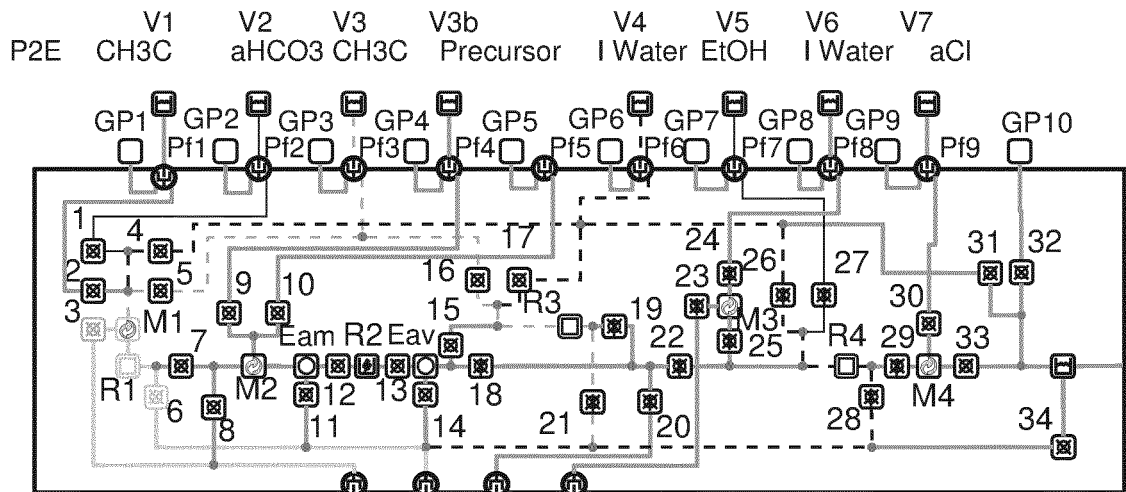 V1 V2 V3 V3b V4 V5 V6 V7
P2E CH3C aHCO3 CH3C Precursor l Water EtOH l Water aCl
GP1 GP2 GP3 GP4 GP5 GP6 GP7 GP8 GP9 GP10
Pf1 Pf2 Pf3 Pf4 Pf5 Pf6 Pf7 Pf8 Pf9
1 4 17 24
2 5 9 10 16 23 26 27 31 32
3 M1 15 R3 19 M3 30
7 Eam R2 Eav 22 25 R4 29 33
R1 M2 12 13 18 M4
6 8 11 14 21 20 28 34